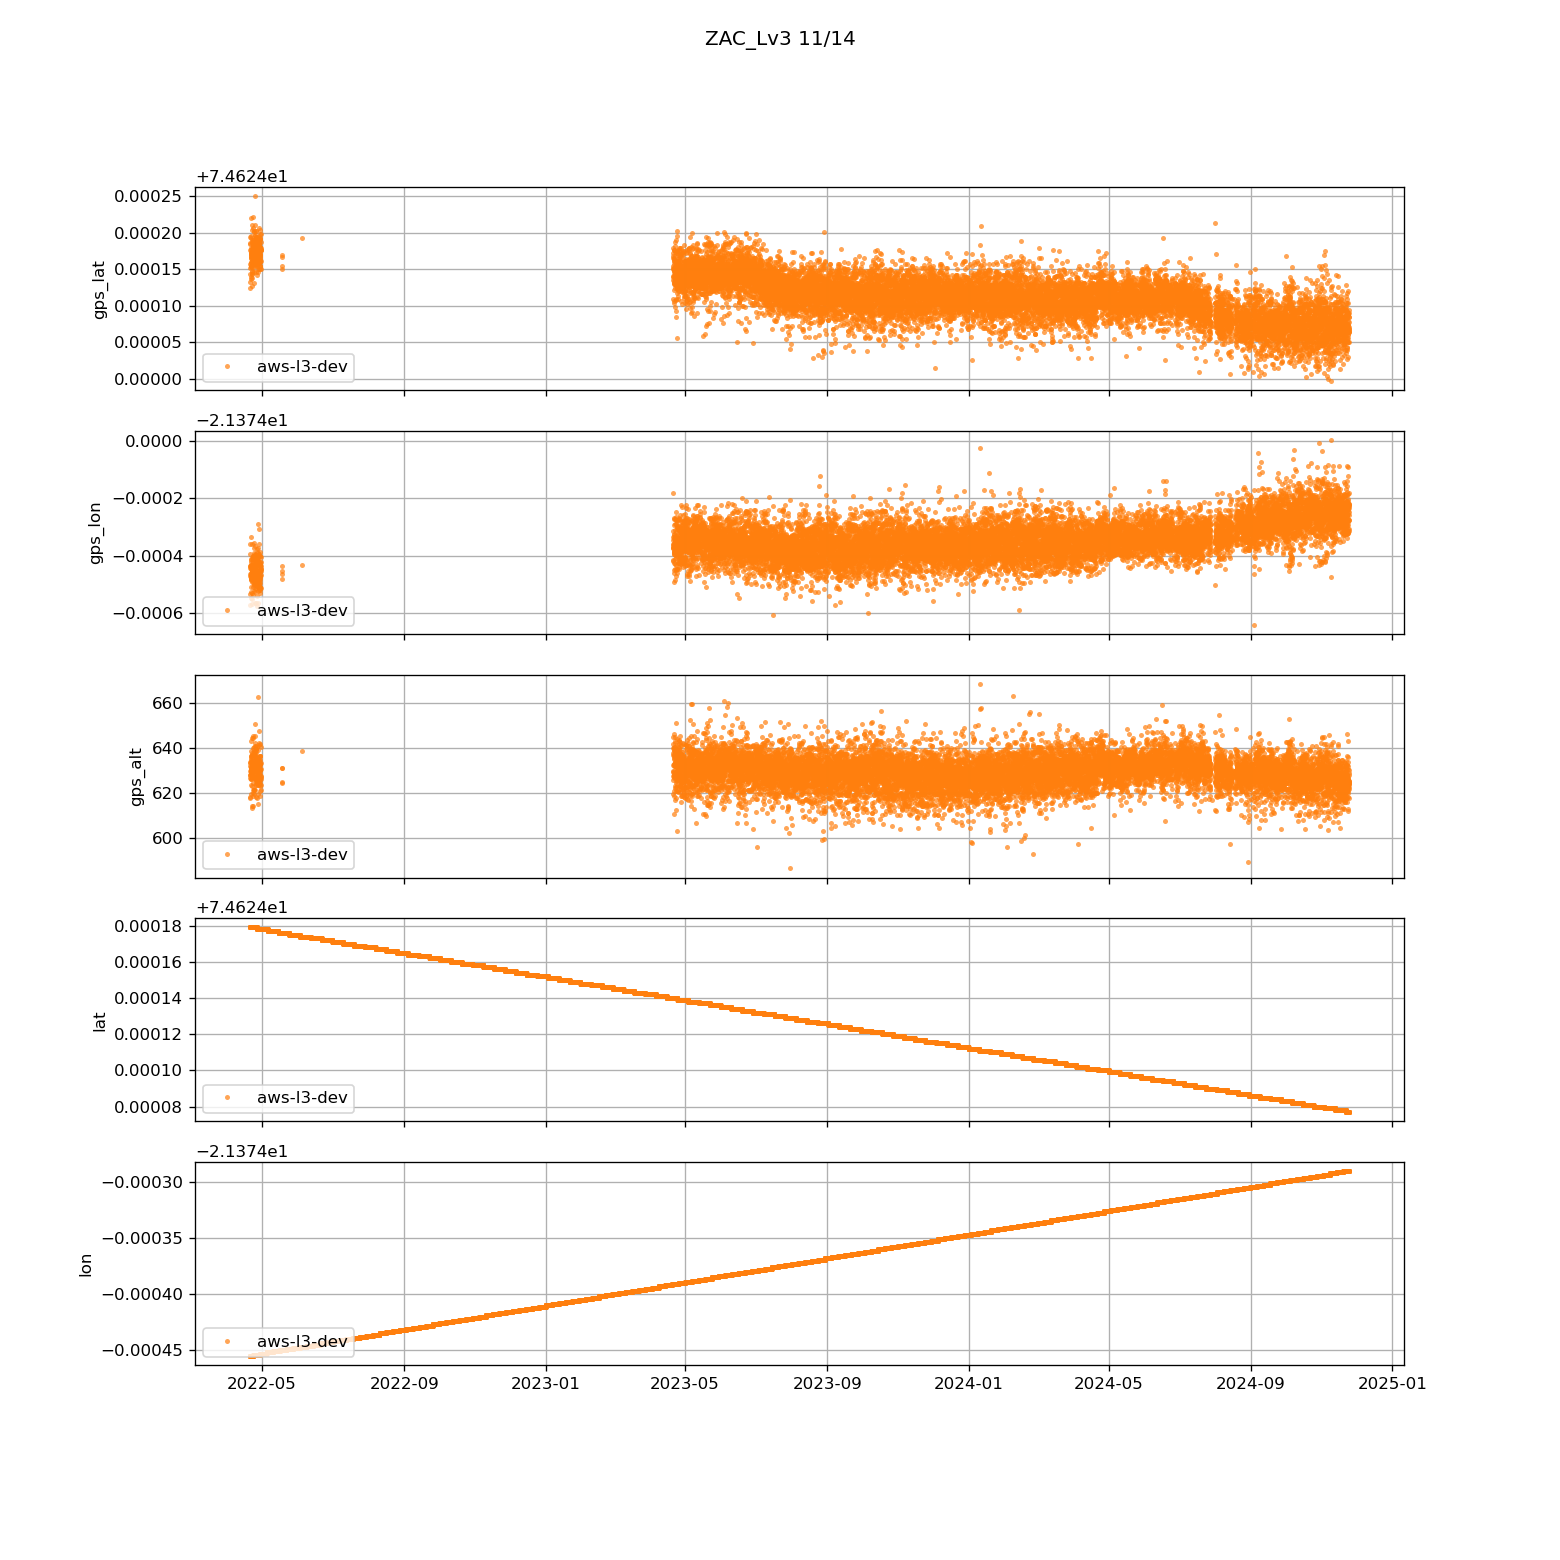 ZAC_Lv3 11/14
+7.4624e1
0.00025
0.00020
0.00015
0.00010
0.00005
0.00000
gps_lat
aws-l3-dev
−2.1374e1
0.0000
−0.0002
−0.0004
−0.0006
gps_lon
aws-l3-dev
660
640
620
600
gps_alt
aws-l3-dev
+7.4624e1
0.00018
0.00016
0.00014
0.00012
0.00010
0.00008
lat
aws-l3-dev
−2.1374e1
−0.00030
−0.00035
−0.00040
−0.00045
lon
aws-l3-dev
2022-05 2022-09 2023-01 2023-05 2023-09 2024-01 2024-05 2024-09 2025-01